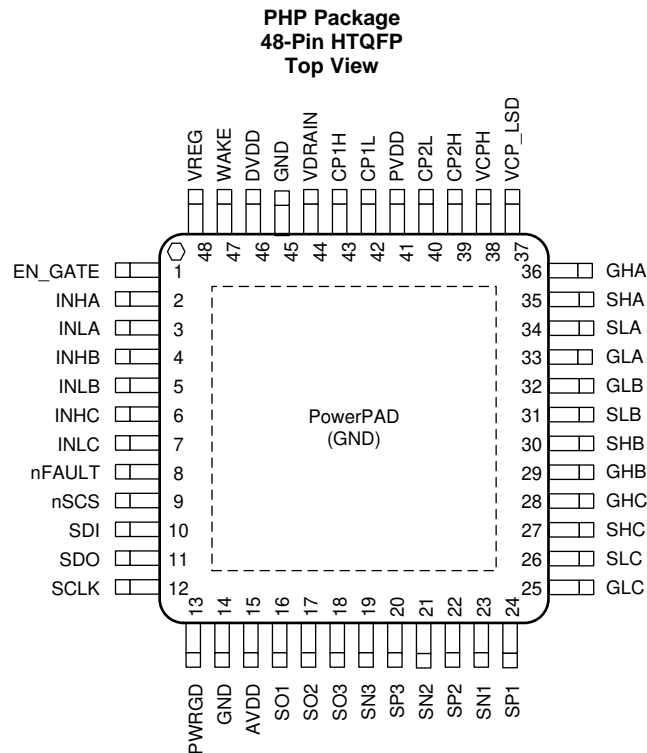 PHP Package
48-Pin HTQFP
Top View
VREG
WAKE
DVDD
GND
VDRAIN
CP1H
CP1L
PVDD
CP2L
CP2H
VCPH
VCP_LSD
48
47
46
45
44
43
42
41
40
39
38
37
EN_GATE 1
INHA 2
INLA 3
INHB 4
INLB 5
INHC 6
INLC 7
nFAULT 8
nSCS 9
SDI 10
SDO 11
SCLK 12
PowerPAD
(GND)
36 GHA
35 SHA
34 SLA
33 GLA
32 GLB
31 SLB
30 SHB
29 GHB
28 GHC
27 SHC
26 SLC
25 GLC
13
14
15
16
17
18
19
20
21
22
23
24
PWRGD
GND
AVDD
SO1
SO2
SO3
SN3
SP3
SN2
SP2
SN1
SP1